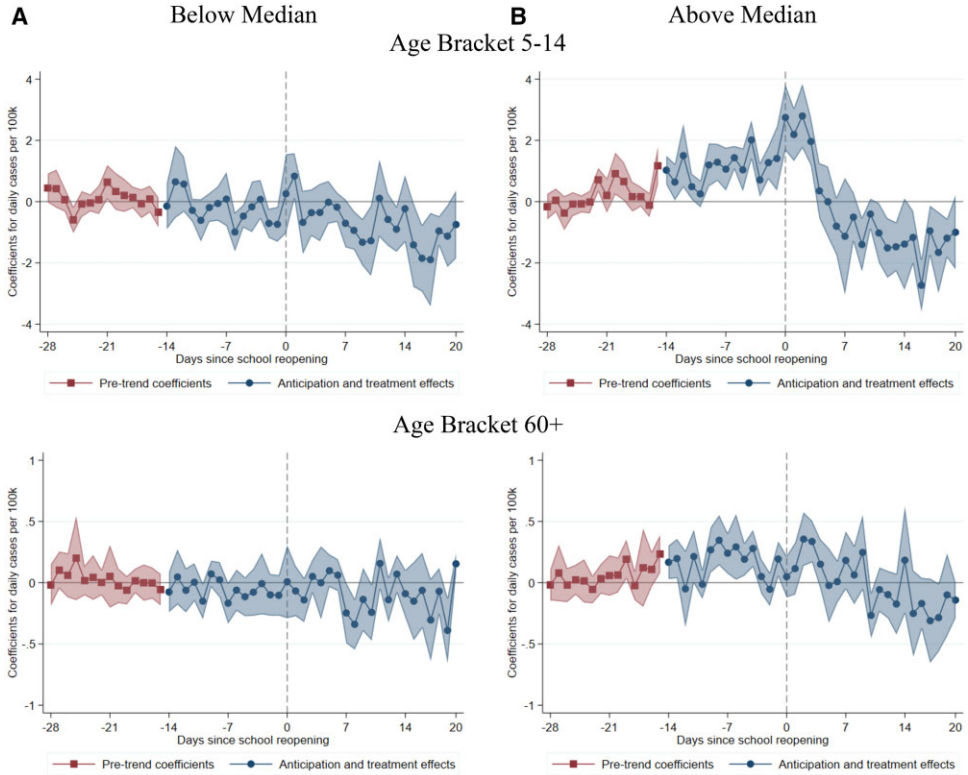 A Below Median B Above Median
Age Bracket 5-14
Coefficients for daily cases per 100k
4
2
0
-2
-4
-28 -21 -14 -7 0 7 14 20
Days since school reopening
Pre-trend coefficients Anticipation and treatment effects
Coefficients for daily cases per 100k
4
2
0
-2
-4
-28 -21 -14 -7 0 7 14 20
Days since school reopening
Pre-trend coefficients Anticipation and treatment effects
Age Bracket 60+
Coefficients for daily cases per 100k
1
.5
0
-.5
-1
-28 -21 -14 -7 0 7 14 20
Days since school reopening
Pre-trend coefficients Anticipation and treatment effects
Coefficients for daily cases per 100k
1
.5
0
-.5
-1
-28 -21 -14 -7 0 7 14 20
Days since school reopening
Pre-trend coefficients Anticipation and treatment effects